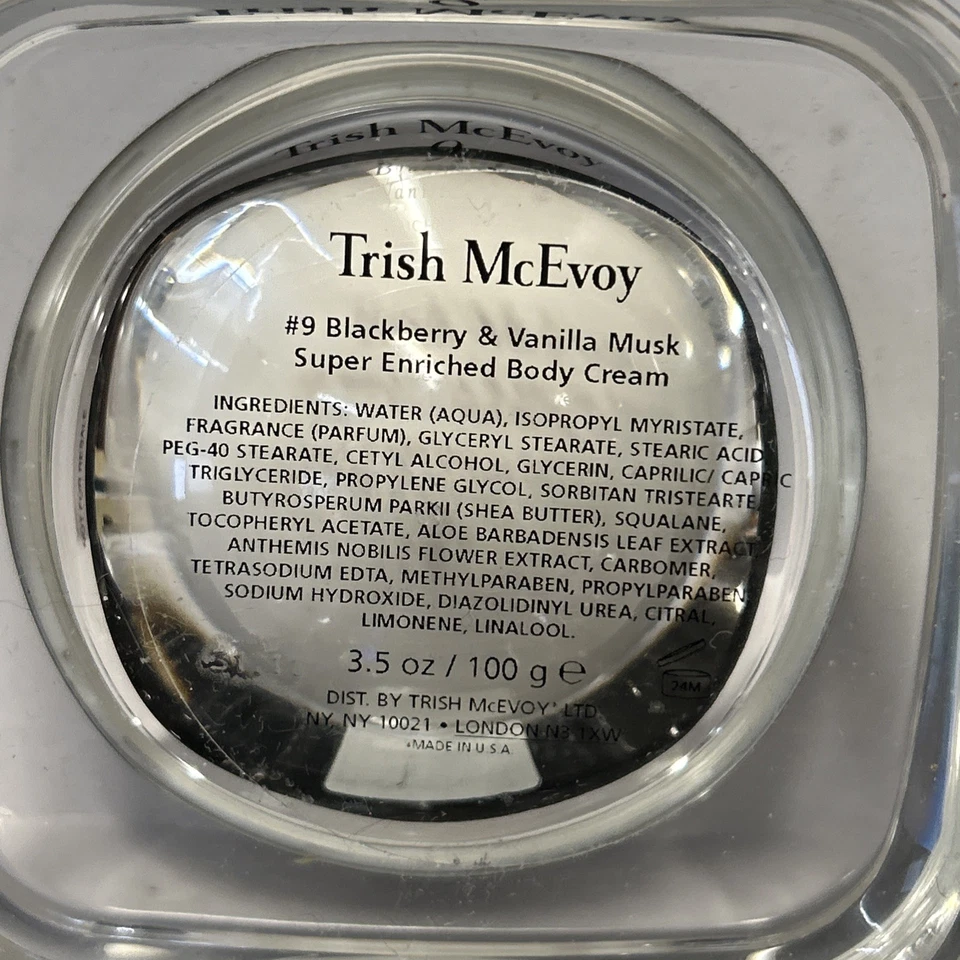 Trish McEvoy
9
Trish McEvoy
#9 Blackberry & Vanilla Musk
Super Enriched Body Cream
INGREDIENTS: WATER (AQUA), ISOPROPYL MYRISTATE,
FRAGRANCE (PARFUM), GLYCERYL STEARATE, STEARIC ACID,
PEG-40 STEARATE, CETYL ALCOHOL, GLYCERIN, CAPRILIC/ CAPRIC
TRIGLYCERIDE, PROPYLENE GLYCOL, SORBITAN TRISTEARTE,
BUTYROSPERUM PARKII (SHEA BUTTER), SQUALANE,
TOCOPHERYL ACETATE, ALOE BARBADENSIS LEAF EXTRACT,
ANTHEMIS NOBILIS FLOWER EXTRACT, CARBOMER,
TETRASODIUM EDTA, METHYLPARABEN, PROPYLPARABEN,
SODIUM HYDROXIDE, DIAZOLIDINYL UREA, CITRAL,
LIMONENE, LINALOOL.
3.5 oz / 100 g ℮
24M
DIST. BY TRISH McEVOY® LTD
NY, NY 10021 • LONDON N3 1XW
MADE IN U.S.A.